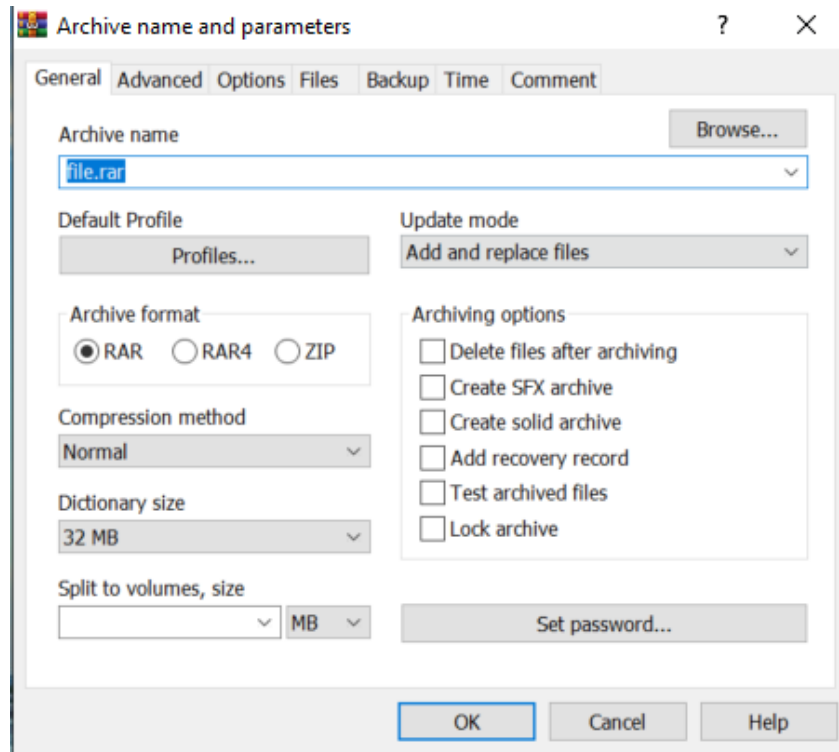 Archive name and parameters
?
General Advanced Options Files Backup Time Comment
Archive name
Browse...
file.rar
Default Profile
Profiles...
Update mode
Add and replace files
Archive format
RAR RAR4 ZIP
Compression method
Normal
Dictionary size
32 MB
Split to volumes, size
MB
Archiving options
Delete files after archiving
Create SFX archive
Create solid archive
Add recovery record
Test archived files
Lock archive
Set password...
OK Cancel Help